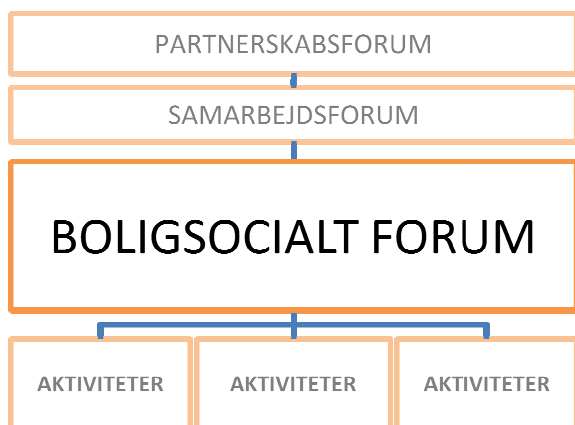 PARTNERSKABSFORUM
SAMARBEJDSFORUM
BOLIGSOCIALT FORUM
AKTIVITETER AKTIVITETER AKTIVITETER